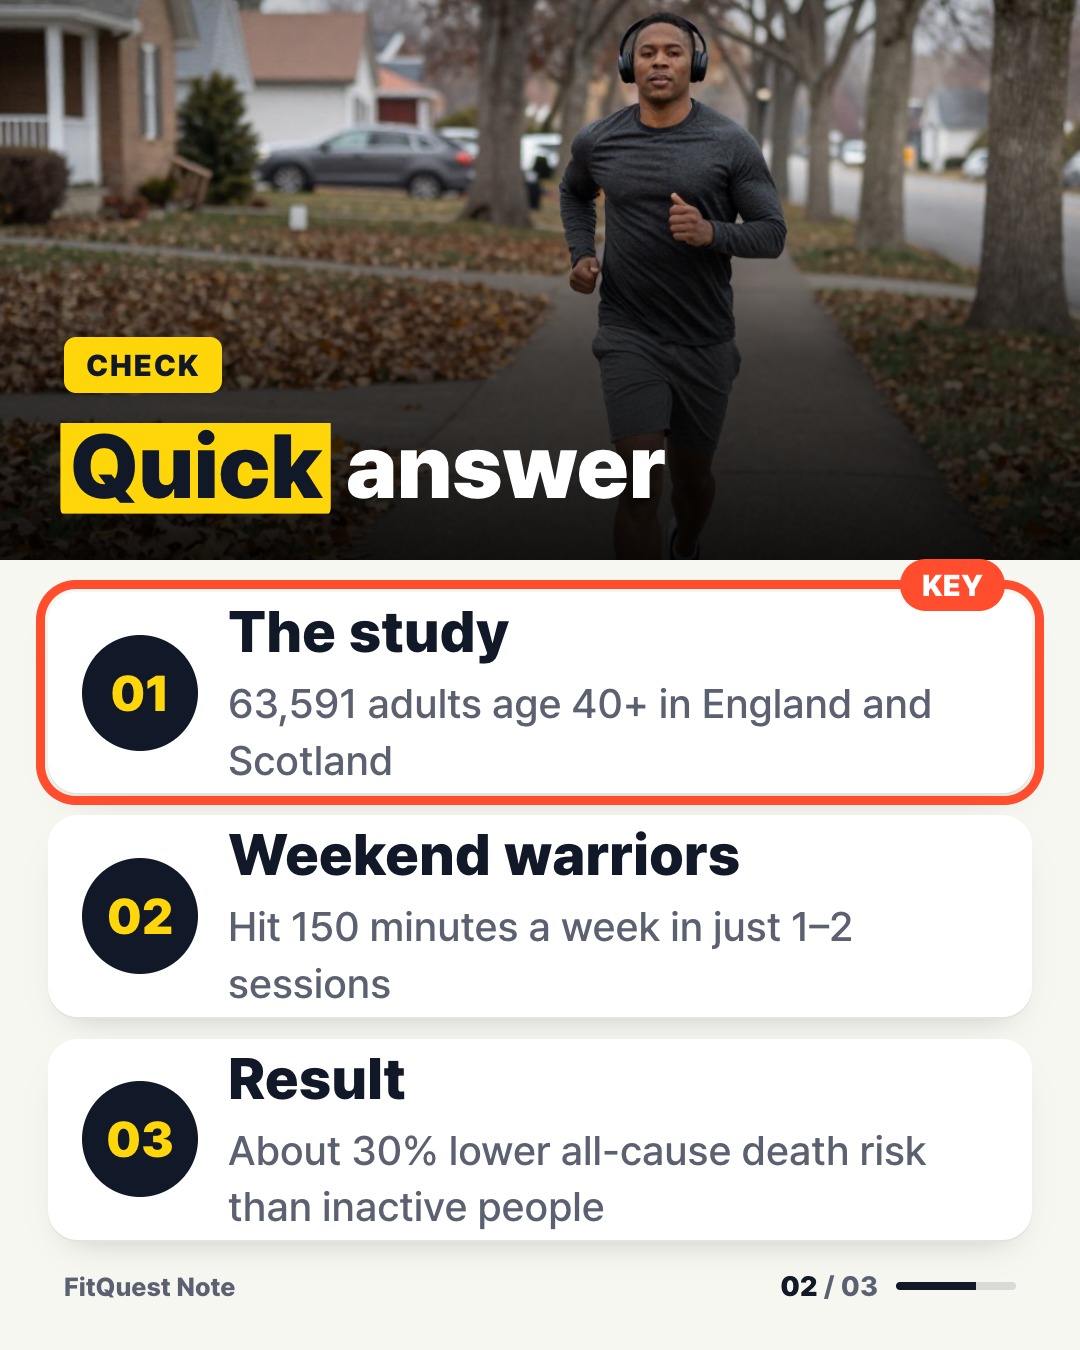 CHECK
Quick answer
KEY
01
The study
63,591 adults age 40+ in England and
Scotland
02
Weekend warriors
Hit 150 minutes a week in just 1–2
sessions
03
Result
About 30% lower all-cause death risk
than inactive people
FitQuest Note
02 / 03